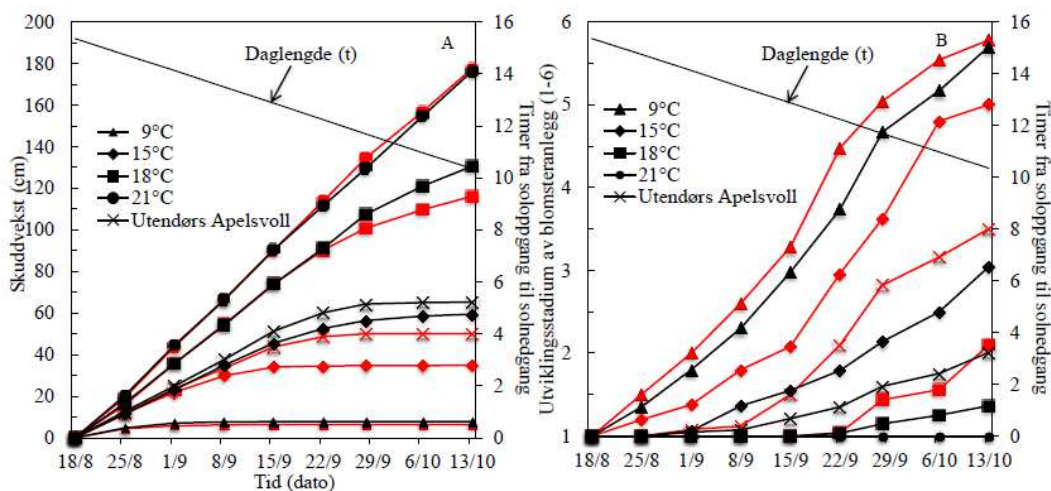 Skuddvekst (cm)
200
180
160
140
120
100
80
60
40
20
0
A
Daglengde (t)
9°C
15°C
18°C
21°C
Utendørs Apelsvoll
16
14
12
10
8
6
4
2
0
Timer fra soloppgang til solnedgang
18/8 25/8 1/9 8/9 15/9 22/9 29/9 6/10 13/10
Tid (dato)
Utviklingsstadium av blomsteranlegg (1-6)
6
5
4
3
2
1
B
Daglengde (t)
9°C
15°C
18°C
21°C
Utendørs Apelsvoll
16
14
12
10
8
6
4
2
0
Timer fra soloppgang til solnedgang
18/8 25/8 1/9 8/9 15/9 22/9 29/9 6/10 13/10